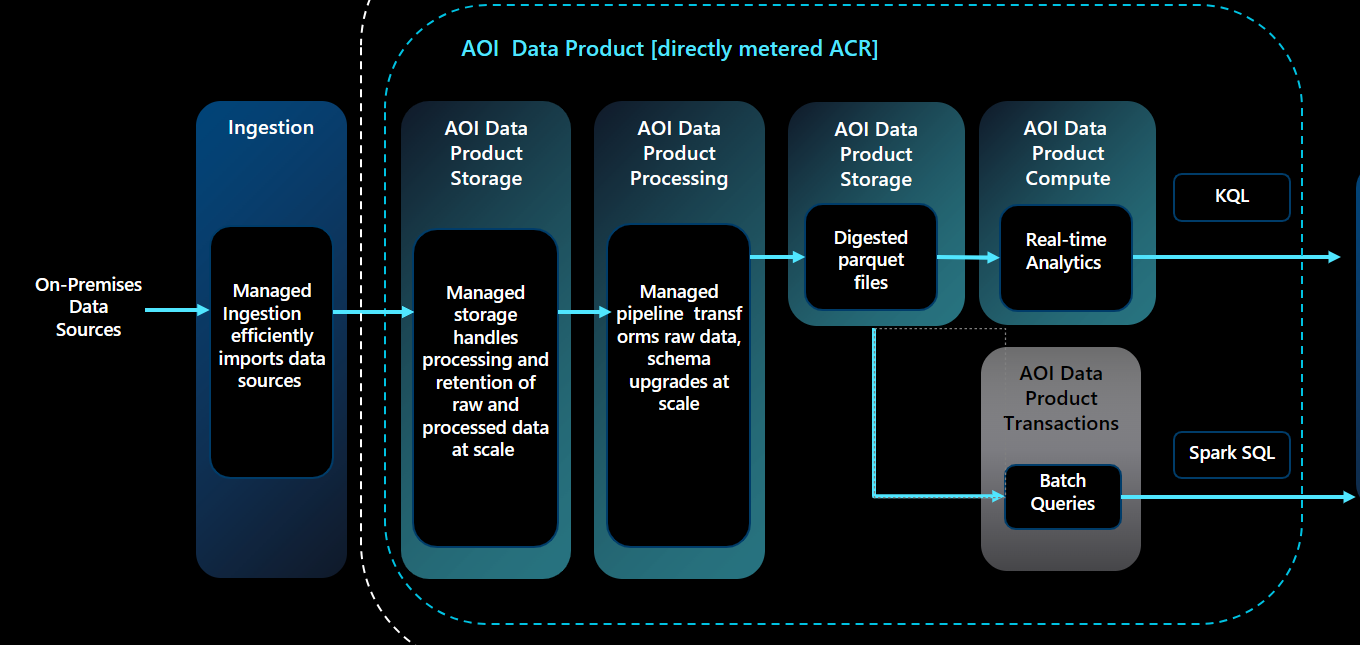 AOI  Data Product [directly metered ACR]
Ingestion
AOI Data
Product
Storage
AOI Data
Product
Processing
AOI Data
Product
Storage
AOI Data
Product
Compute
KQL
Digested
parquet
files
Real-time
Analytics
On-Premises
Data
Sources
Managed
Ingestion
efficiently
imports data
sources
Managed
storage
handles
processing and
retention of
raw and
processed data
at scale
Managed
pipeline  transf
orms raw data,
schema
upgrades at
scale
AOI Data
Product
Transactions
Spark SQL
Batch
Queries